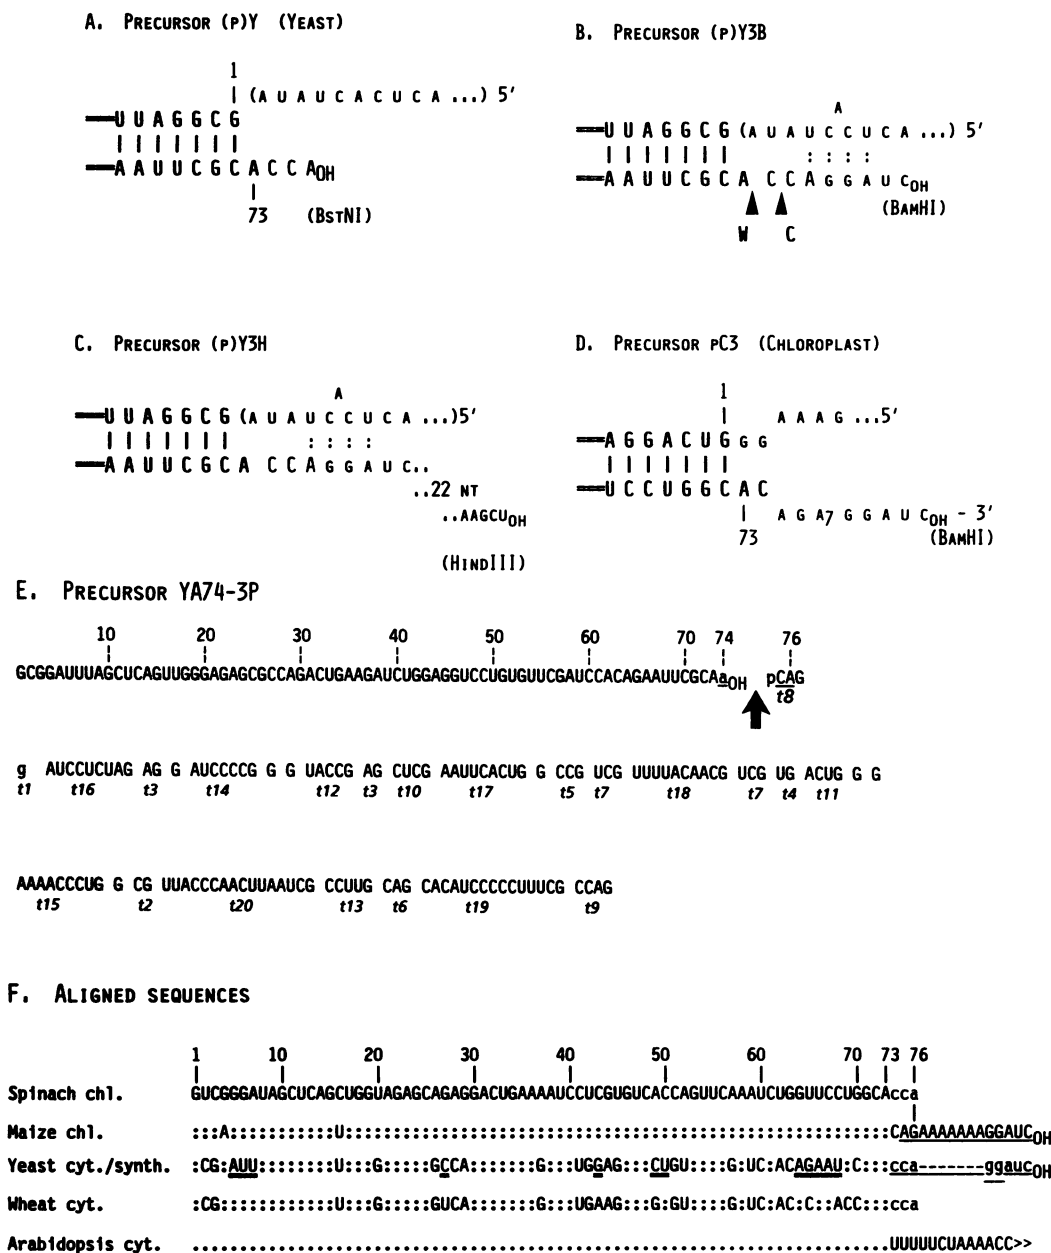 A. PRECURSOR (P)Y (YEAST)
1
(A U A U C A C U C A ...) 5'
U U A G G C G
A A U U C G C A C C A OH
73 (BSTNI)
B. PRECURSOR (P)Y3B
A
U U A G G C G (A U A U C C U C A ...) 5'
: : : :
A A U U C G C A C C A G G A U C OH
(BAMHI)
W C
C. PRECURSOR (P)Y3H
A
U U A G G C G (A U A U C C U C A ...)5'
: : : :
A A U U C G C A C C A G G A U C..
..22 NT
..AAGCU OH
(HINDIII)
D. PRECURSOR PC3 (CHLOROPLAST)
1
A A A G ...5'
A G G A C U G G G
U C C U G G C A C
A G A7 G G A U C OH - 3'
73 (BAMHI)
E. PRECURSOR YA74-3P
10 20 30 40 50 60 70 74 76
GCGGAUUUAGCUCAGUUGGGAGAGCGCCAGACUGAAGAUCUGGAGGUCCUGUGUUCGAUCCACAGAAUUCGCAa OH pCAG
t8
g AUCCUCUAG AG G AUCCCCG G G UACCG AG CUCG AAUUCACUG G CCG UCG UUUUACAACG UCG UG ACUG G G
t1 t16 t3 t14 t12 t3 t10 t17 t5 t7 t18 t7 t4 t11
AAAACCCUG G CG UUACCCAACUUAAUCG CCUUG CAG CACAUCCCCCUUUCG CCAG
t15 t2 t20 t13 t6 t19 t9
F. ALIGNED SEQUENCES
1 10 20 30 40 50 60 70 73 76
Spinach chl. GUCGGGAUAGCUCAGCUGGUAGAGCAGAGGACUGAAAAUCCUCGUGUCACCAGUUCAAAUCUGGUUCCUGGCAcca
Maize chl. :::A:::::::::::U::::::::::::::::::::::::::::::::::::::::::::::::::::::::::CAGAAAAAAAGGAUC OH
Yeast cyt./synth. :CG:AUU::::::::U:::G::::::GCCA::::::G:::UGGAG:::CUGU::::G:UC:ACAGAAU:C:::cca-------ggauc OH
Wheat cyt. :CG::::::::::::U:::G:::::GUCA::::::G:::UGAAG:::G:GU::::G:UC:AC:C::ACC:::cca
Arabidopsis cyt. .........................................................................UUUUUCUAAAACC>>